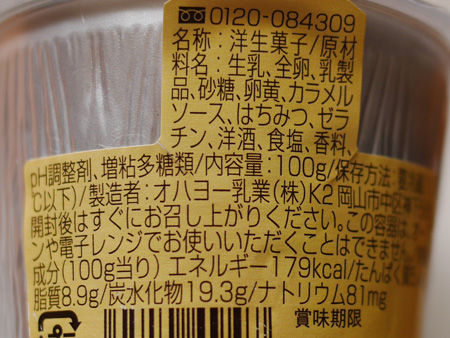 0120-084309
名称：洋生菓子/原材
料名：生乳、全卵、乳製
品、砂糖、卵黄、カラメル
ソース、はちみつ、ゼラ
チン、洋酒、食塩、香料、
pH調整剤、増粘多糖類/内容量：100g/保存方法：要冷
℃以下)/製造者：オハヨー乳業(株)K2岡山市中区
開封後はすぐにお召し上がりください。この容器は、オー
ンや電子レンジでお使いいただくことはできません。
成分(100g当り) エネルギー179kcal/たんぱく
脂質8.9g/炭水化物19.3g/ナトリウム81mg
賞味期限